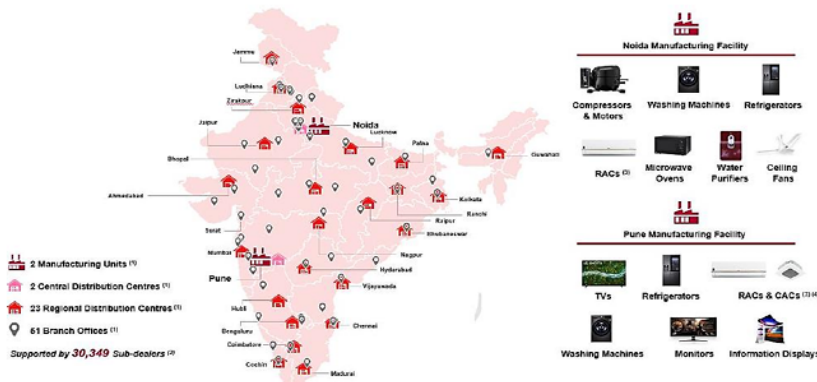 Jammu
Ludhiana
Zirakpur
Noida
Jaipur
Lucknow
Patna
Guwahati
Bhopal
Ahmedabad
Kolkata
Ranchi
Raipur
Bhubaneswar
Surat
Nagpur
Mumbai
Hyderabad
Pune
Vijayawada
Hubli
Bengaluru
Chennai
Coimbatore
Cochin
Madurai
2 Manufacturing Units (1)
2 Central Distribution Centres (1)
23 Regional Distribution Centres (1)
51 Branch Offices (1)
Supported by 30,349 Sub-dealers (2)
Noida Manufacturing Facility
Compressors
& Motors
Washing Machines
Refrigerators
RACs (3)
Microwave
Ovens
Water
Purifiers
Ceiling
Fans
Pune Manufacturing Facility
TVs
Refrigerators
RACs & CACs (3) (4
Washing Machines
Monitors
Information Displays